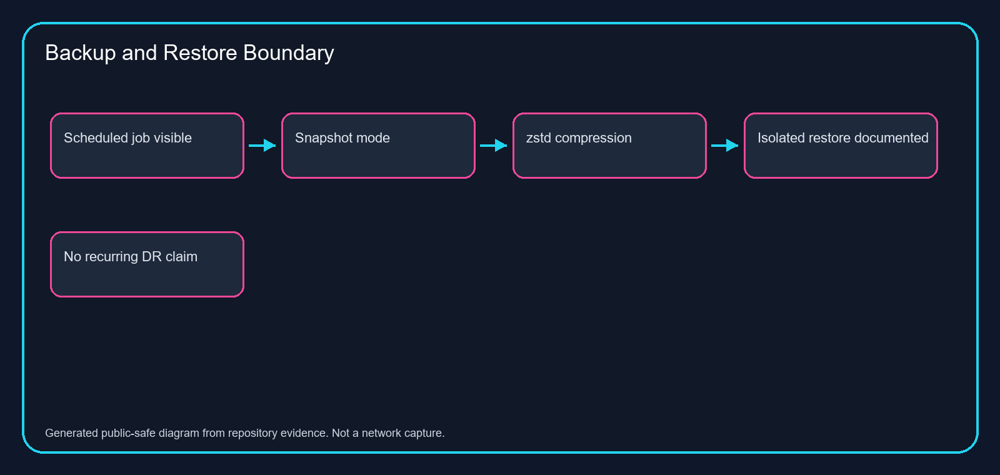 Backup and Restore Boundary
Scheduled job visible
Snapshot mode
zstd compression
Isolated restore documented
No recurring DR claim
Generated public-safe diagram from repository evidence. Not a network capture.